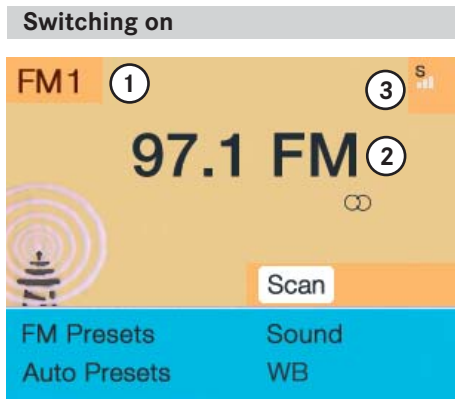 Switching on
FM1 1 3 S
97.1 FM 2
Scan
FM Presets Sound
Auto Presets WB